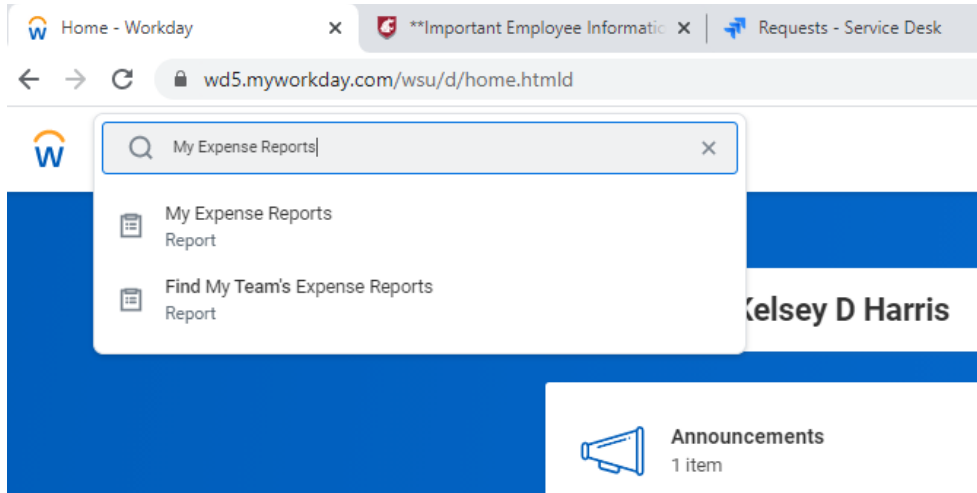 Home - Workday
**Important Employee Informatio
Requests - Service Desk
wd5.myworkday.com/wsu/d/home.htmld
My Expense Reports
My Expense Reports
Report
Find My Team's Expense Reports
Report
Kelsey D Harris
Announcements
1 item